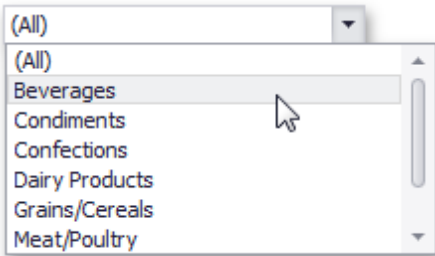 (All)
(All)
Beverages
Condiments
Confections
Dairy Products
Grains/Cereals
Meat/Poultry